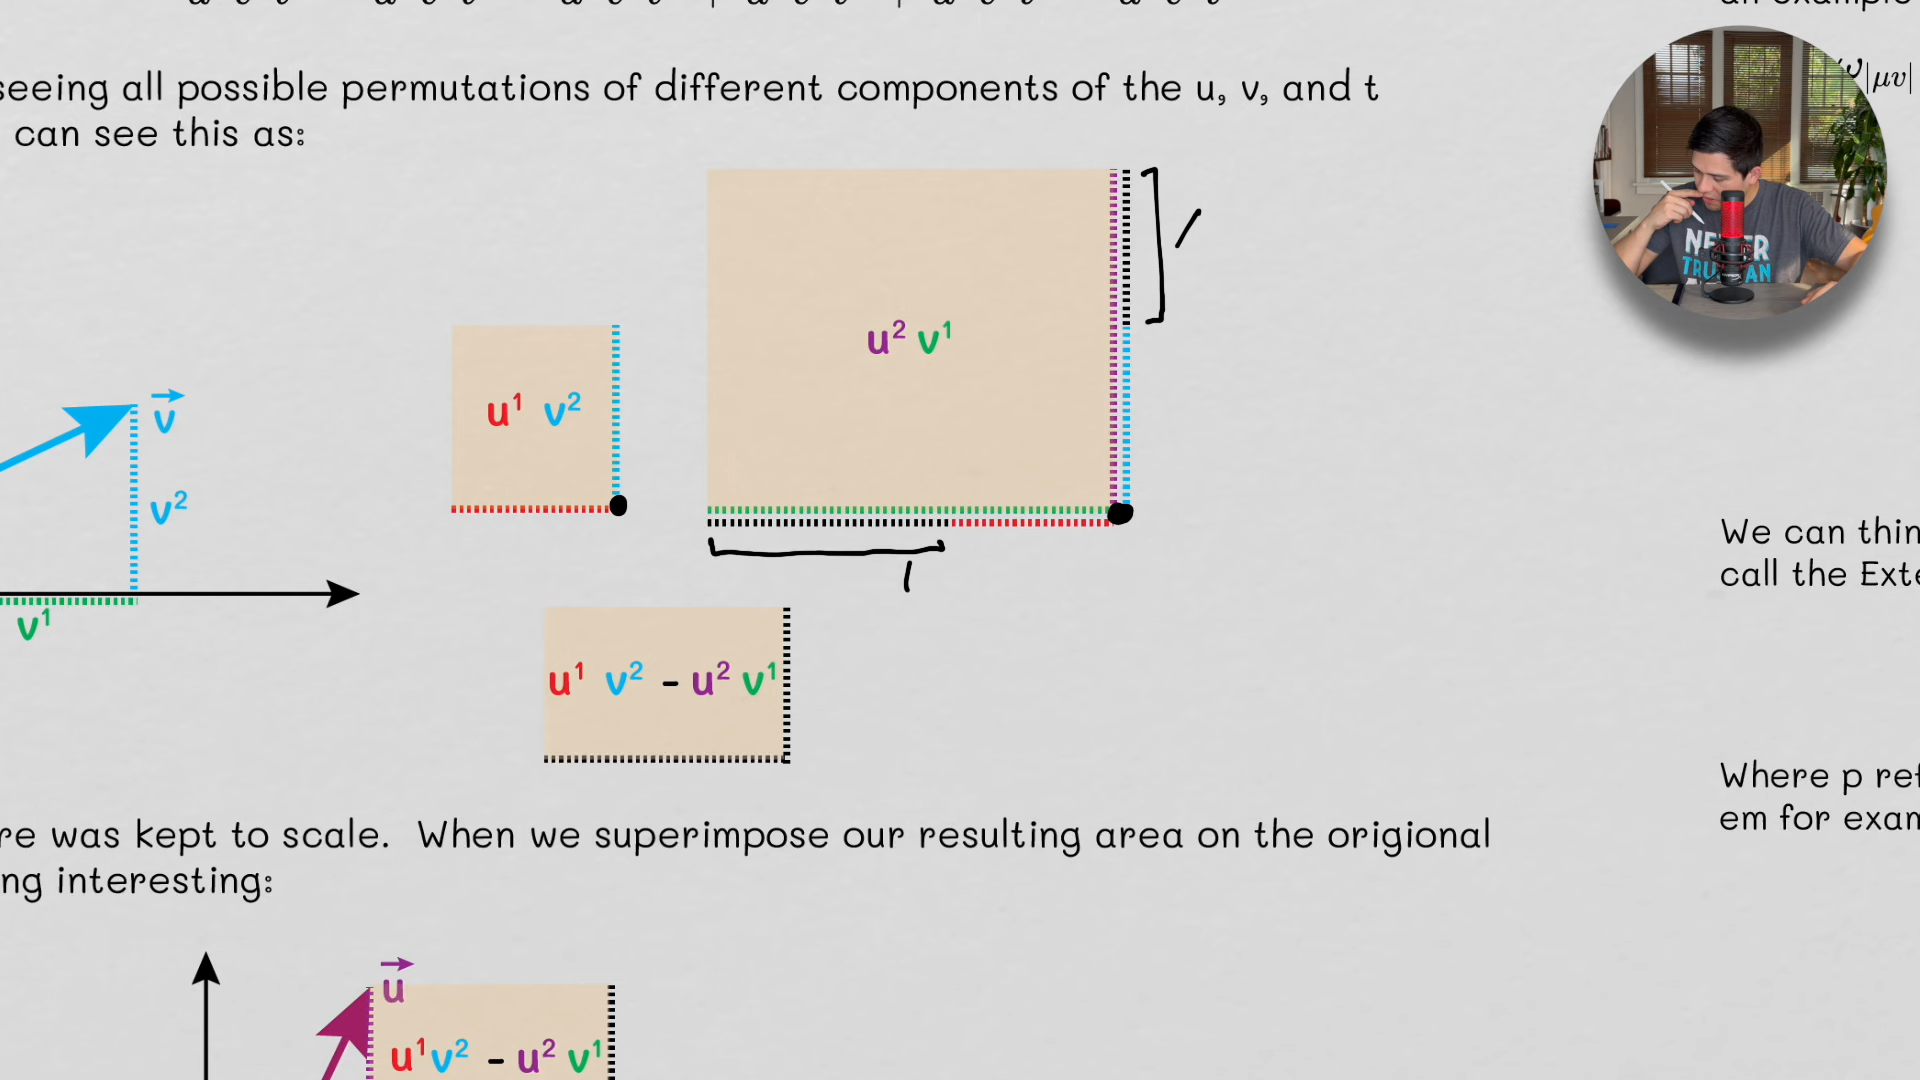 seeing all possible permutations of different components of the u, v, and t
can see this as:
|μν|
u² v¹
u¹ v²
v
v²
v¹
u¹ v² - u² v¹
We can thin
call the Exte
Where p ref
em for exam
re was kept to scale. When we superimpose our resulting area on the origional
ng interesting:
u
u¹v² - u² v¹